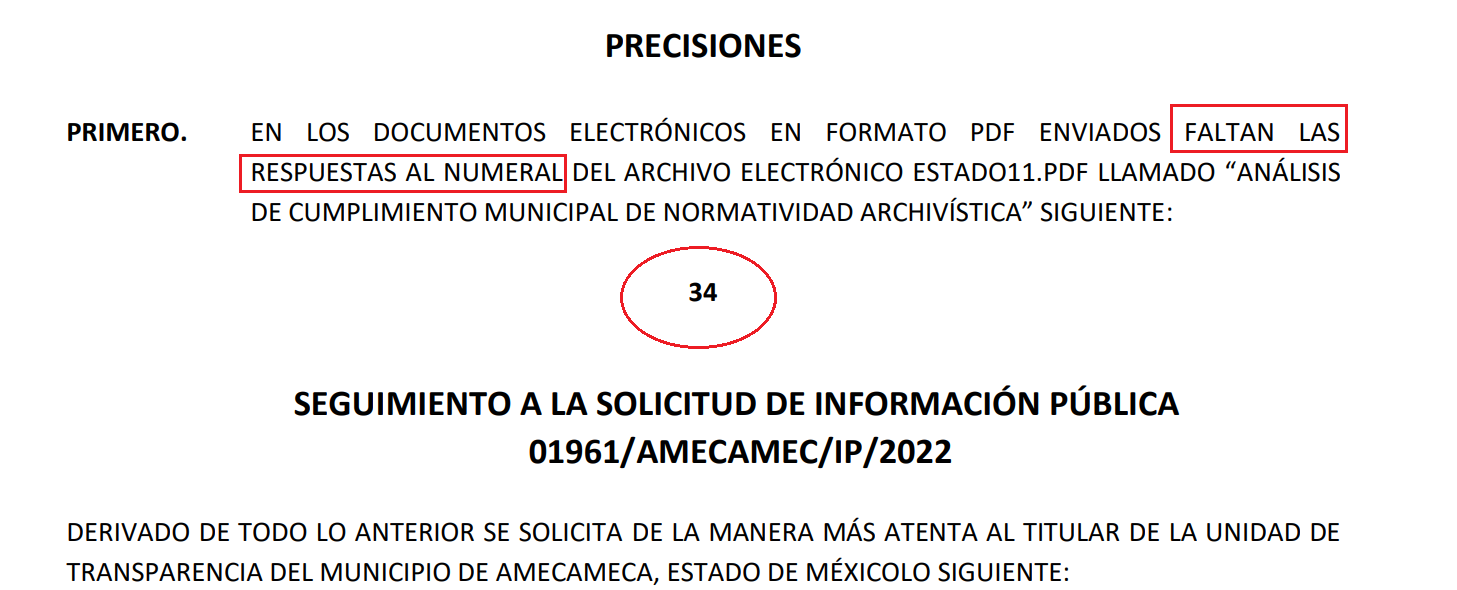 PRECISIONES
PRIMERO. EN LOS DOCUMENTOS ELECTRÓNICOS EN FORMATO PDF ENVIADOS FALTAN LAS
RESPUESTAS AL NUMERAL DEL ARCHIVO ELECTRÓNICO ESTADO11.PDF LLAMADO “ANÁLISIS
DE CUMPLIMIENTO MUNICIPAL DE NORMATIVIDAD ARCHIVÍSTICA” SIGUIENTE:
34
SEGUIMIENTO A LA SOLICITUD DE INFORMACIÓN PÚBLICA
01961/AMECAMEC/IP/2022
DERIVADO DE TODO LO ANTERIOR SE SOLICITA DE LA MANERA MÁS ATENTA AL TITULAR DE LA UNIDAD DE
TRANSPARENCIA DEL MUNICIPIO DE AMECAMECA, ESTADO DE MÉXICOLO SIGUIENTE: